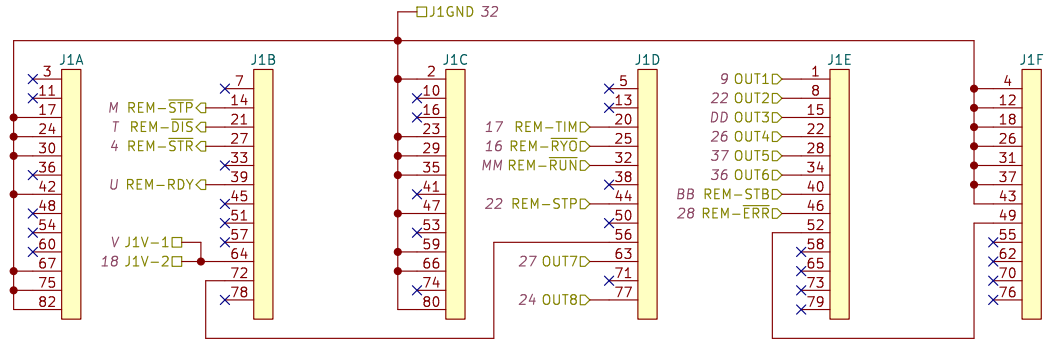 J1GND 32
J1A
3
11
17
24
30
36
42
48
54
60
67
75
82
J1B
7
M REM-STP 14
T REM-DIS 21
4 REM-STR 27
33
U REM-RDY 39
45
51
57
V J1V-1
18 J1V-2 64
72
78
J1C
2
10
16
23
29
35
41
47
53
59
66
74
80
J1D
5
13
17 REM-TIM 20
16 REM-RYO 25
MM REM-RUN 32
38
22 REM-STP 44
50
56
27 OUT7 63
71
24 OUT8 77
J1E
9 OUT1 1
22 OUT2 8
DD OUT3 15
26 OUT4 22
37 OUT5 28
36 OUT6 34
BB REM-STB 40
28 REM-ERR 46
52
58
65
73
79
J1F
4
12
18
26
31
37
43
49
55
62
70
76